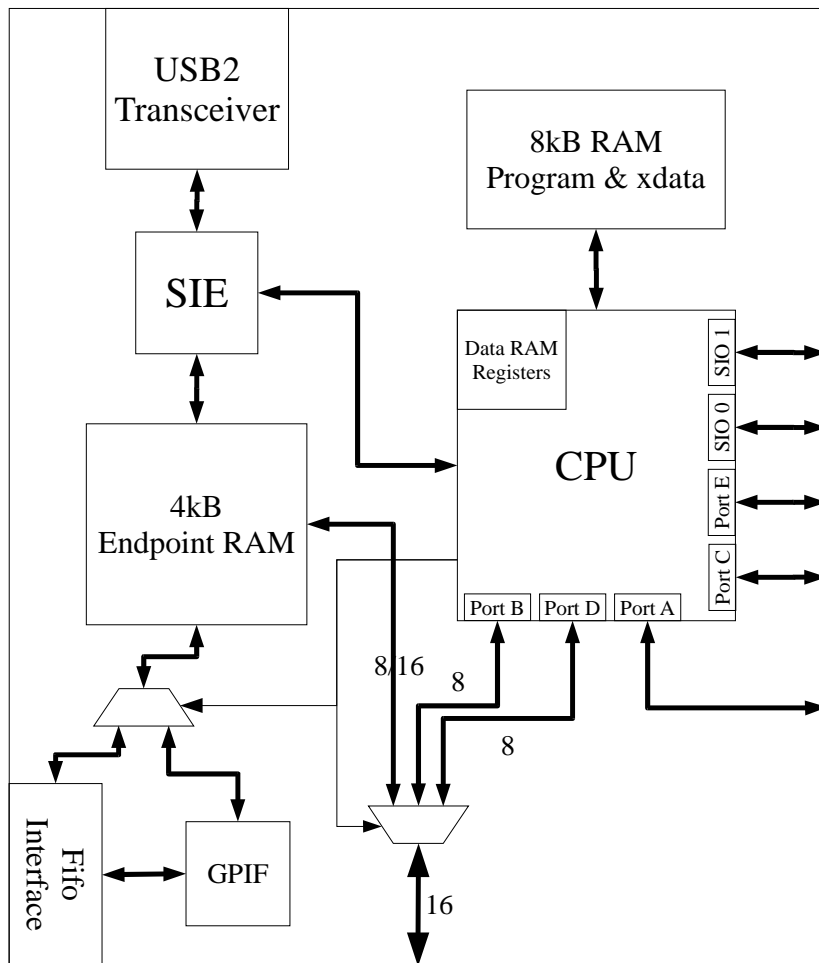 USB2
Transceiver
8kB RAM
Program & xdata
SIE
Data RAM
Registers
SIO 1
SIO 0
CPU
Port E
Port C
4kB
Endpoint RAM
Port B
Port D
Port A
8/16
8
8
Fifo
Interface
GPIF
16